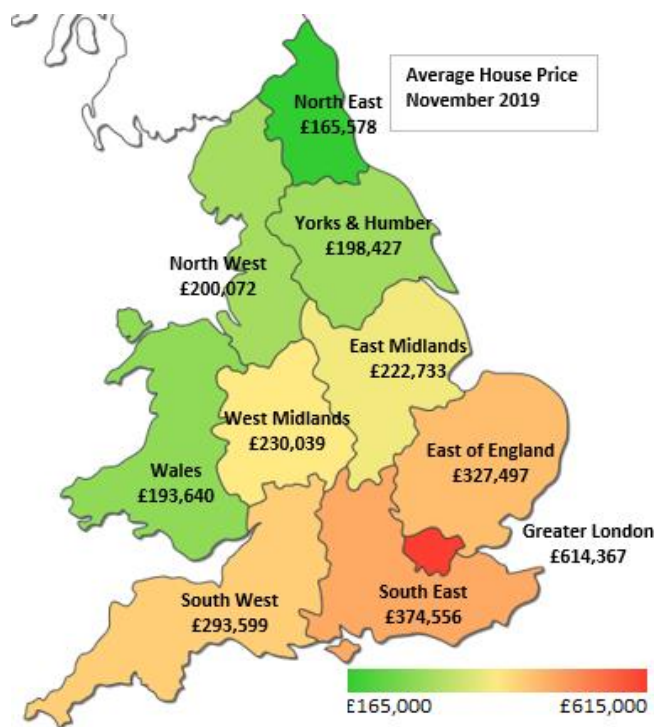 Average House Price
November 2019
North East
£165,578
Yorks & Humber
£198,427
North West
£200,072
East Midlands
£222,733
West Midlands
£230,039
East of England
£327,497
Wales
£193,640
Greater London
£614,367
South West
£293,599
South East
£374,556
£165,000
£615,000